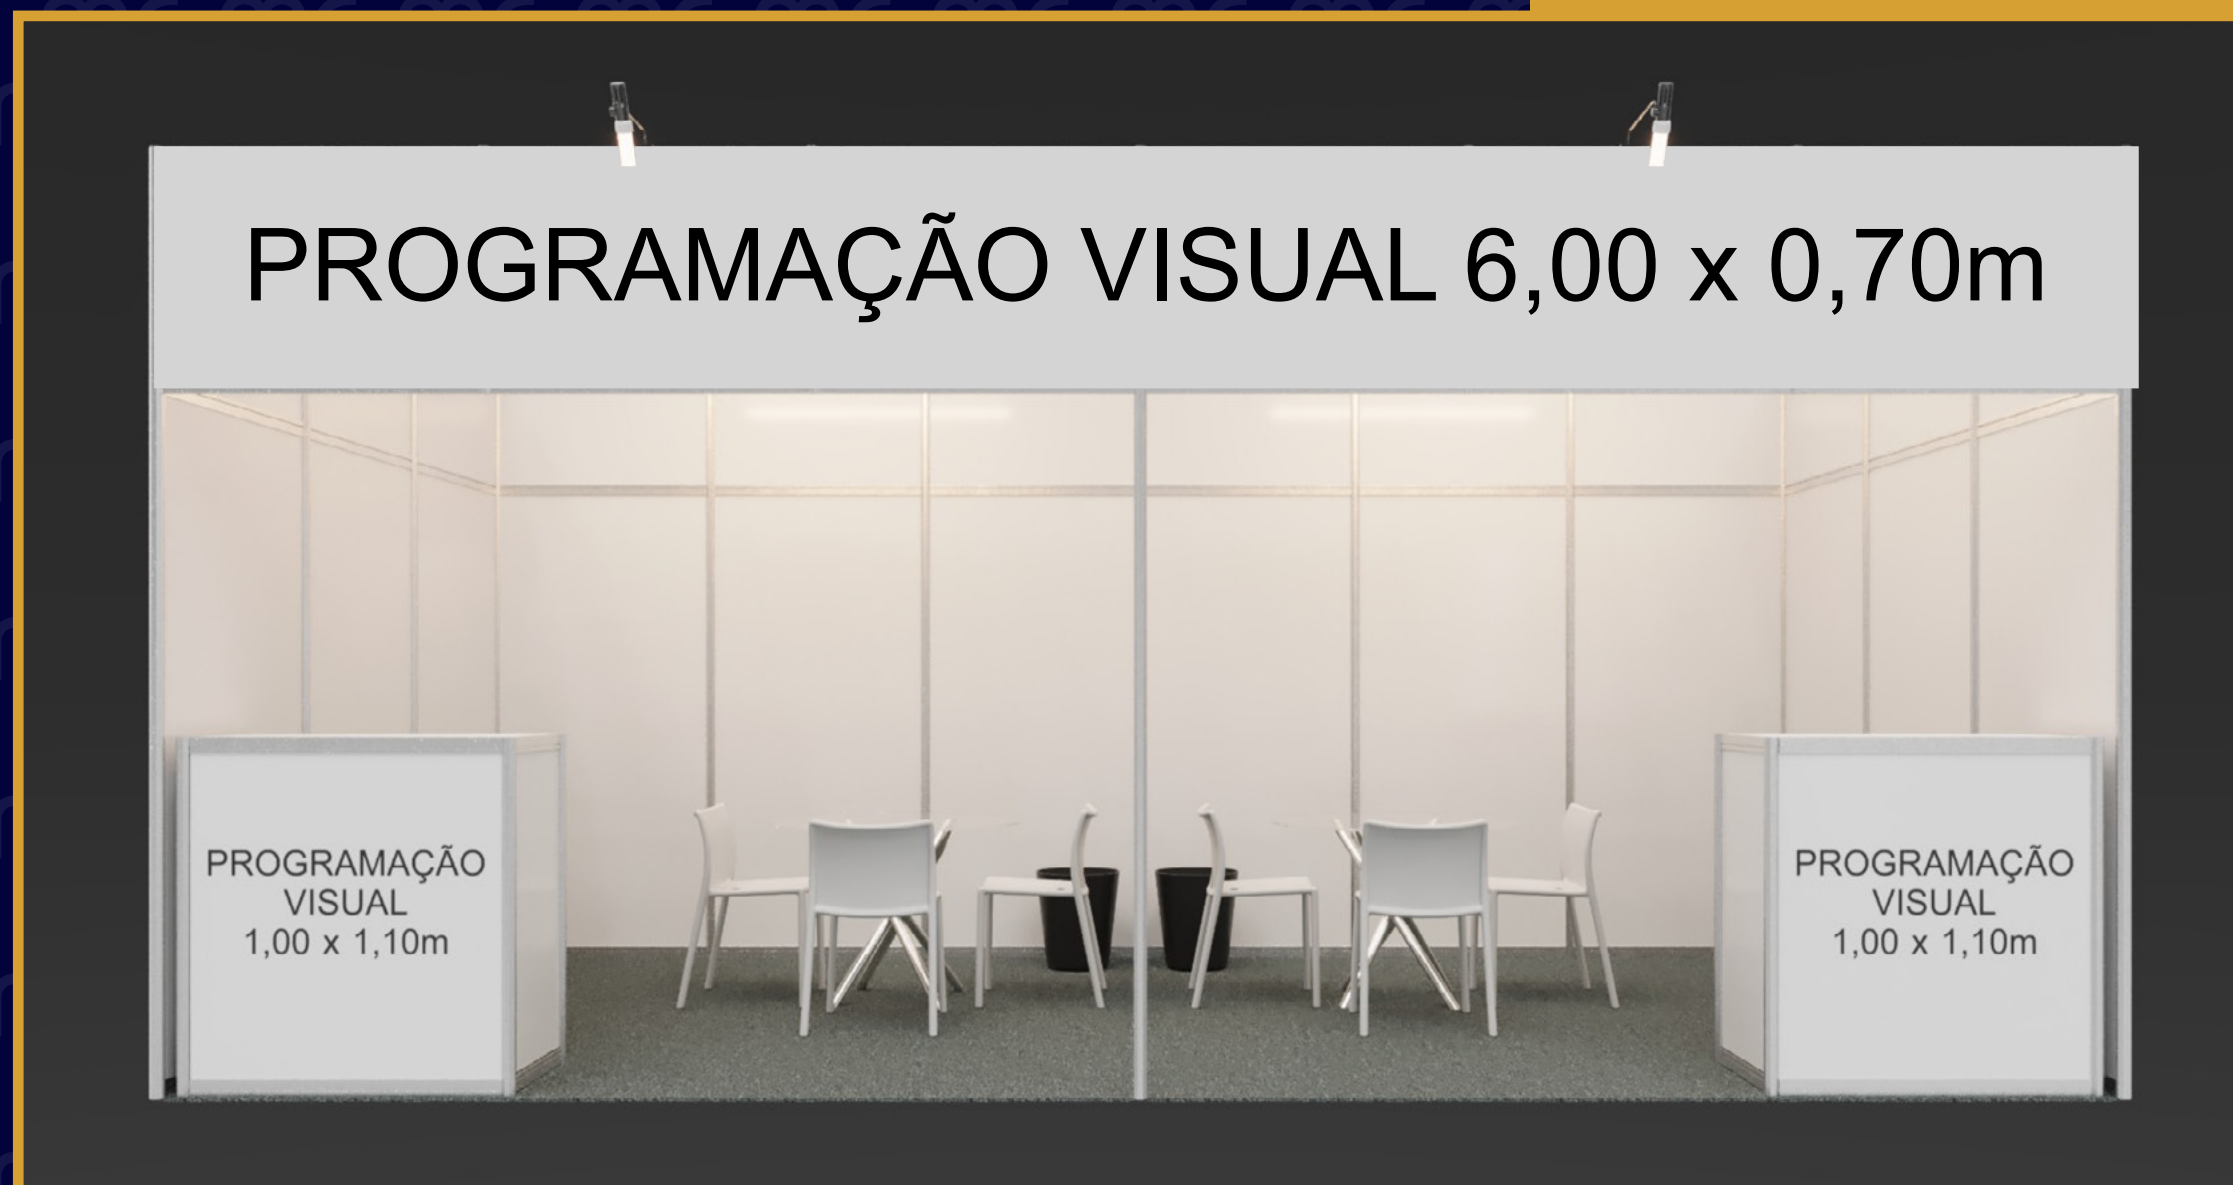 PROGRAMAÇÃO VISUAL 6,00 x 0,70m
PROGRAMAÇÃO
VISUAL
1,00 x 1,10m
PROGRAMAÇÃO
VISUAL
1,00 x 1,10m